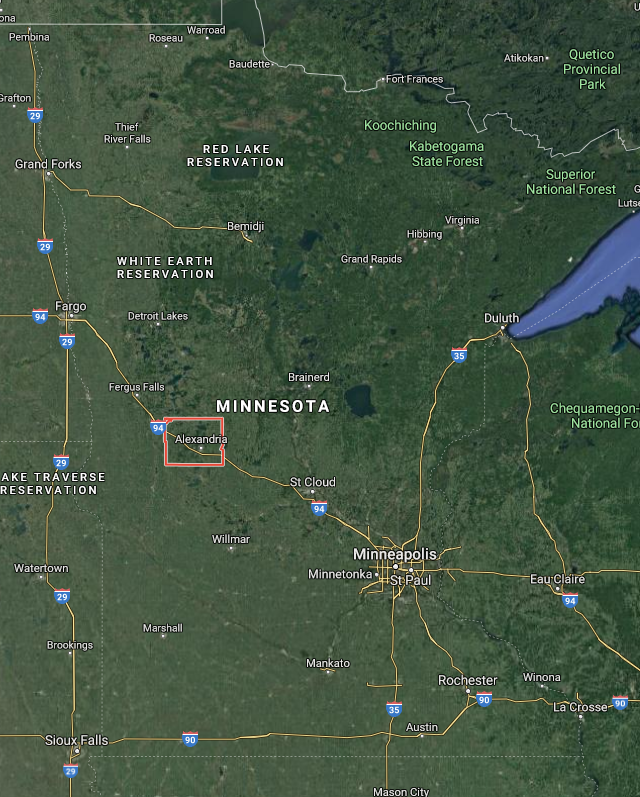 ona
Pembina
Roseau
Warroad
Baudette
Fort Frances
Atikokan
Quetico
Provincial
Park
Grafton
29
Thief
River Falls
Koochiching
Kabetogama
State Forest
RED LAKE
RESERVATION
Grand Forks
Superior
National Forest
G
Lutse
Bemidji
Virginia
Hibbing
29
WHITE EARTH
RESERVATION
Grand Rapids
Fargo
94
Detroit Lakes
Duluth
29
35
Brainerd
Fergus Falls
MINNESOTA
Chequamegon-
National For
94
Alexandria
29
AKE TRAVERSE
RESERVATION
St Cloud
94
Willmar
Minneapolis
Watertown
Minnetonka
St Paul
Eau Claire
29
94
Marshall
Brookings
Mankato
Rochester
Winona
90
La Crosse
90
35
Austin
Sioux Falls
90
29
Mason City